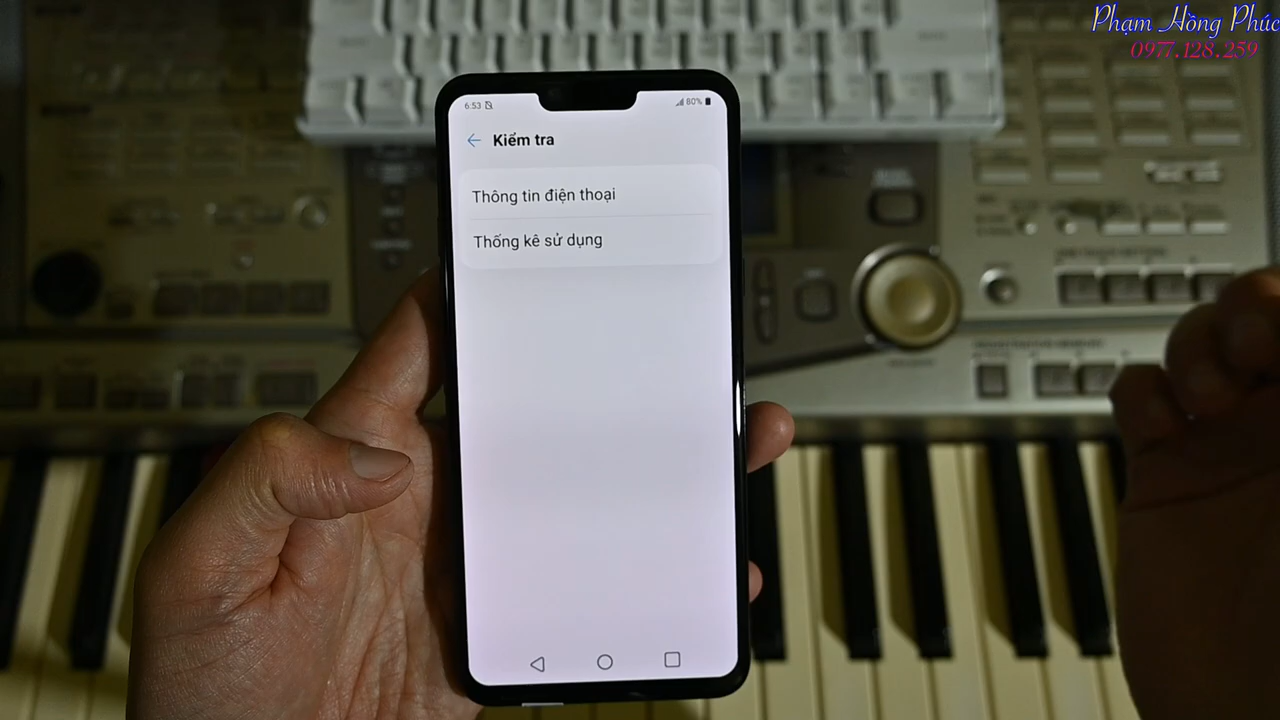 Phạm Hồng Phúc
0977.128.259
6:53
80%
Kiểm tra
Thông tin điện thoại
Thống kê sử dụng